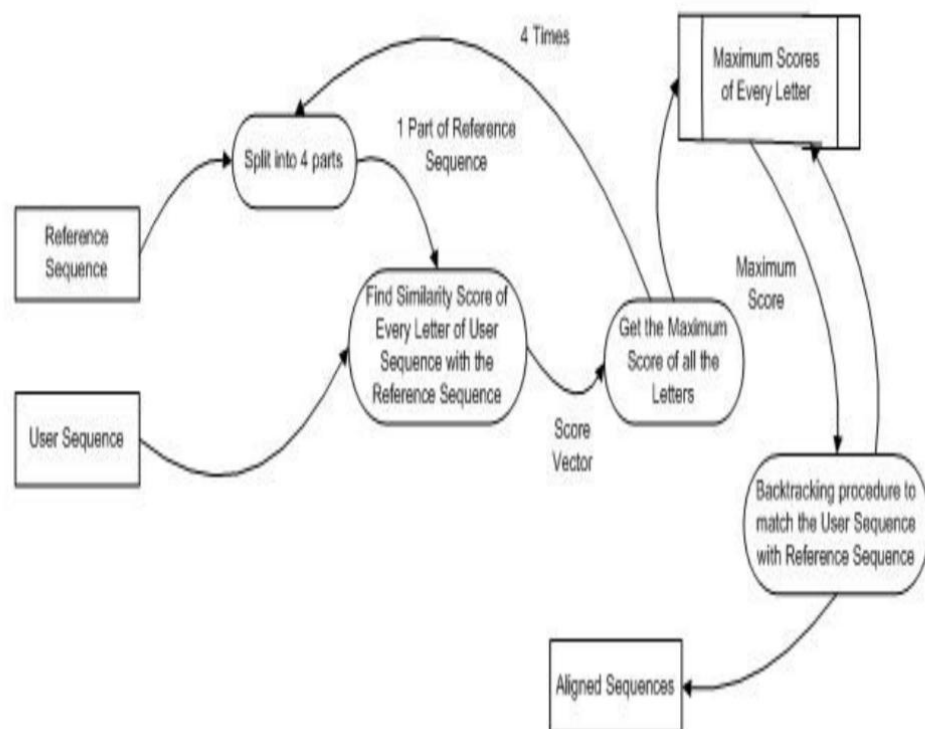 4 Times
Maximum Scores
of Every Letter
1 Part of Reference
Sequence
Split into 4 parts
Reference
Sequence
Maximum
Score
Find Similarity Score of
Every Letter of User
Sequence with the
Reference Sequence
Get the Maximum
Score of all the
Letters
User Sequence
Score
Vector
Backtracking procedure to
match the User Sequence
with Reference Sequence
Aligned Sequences